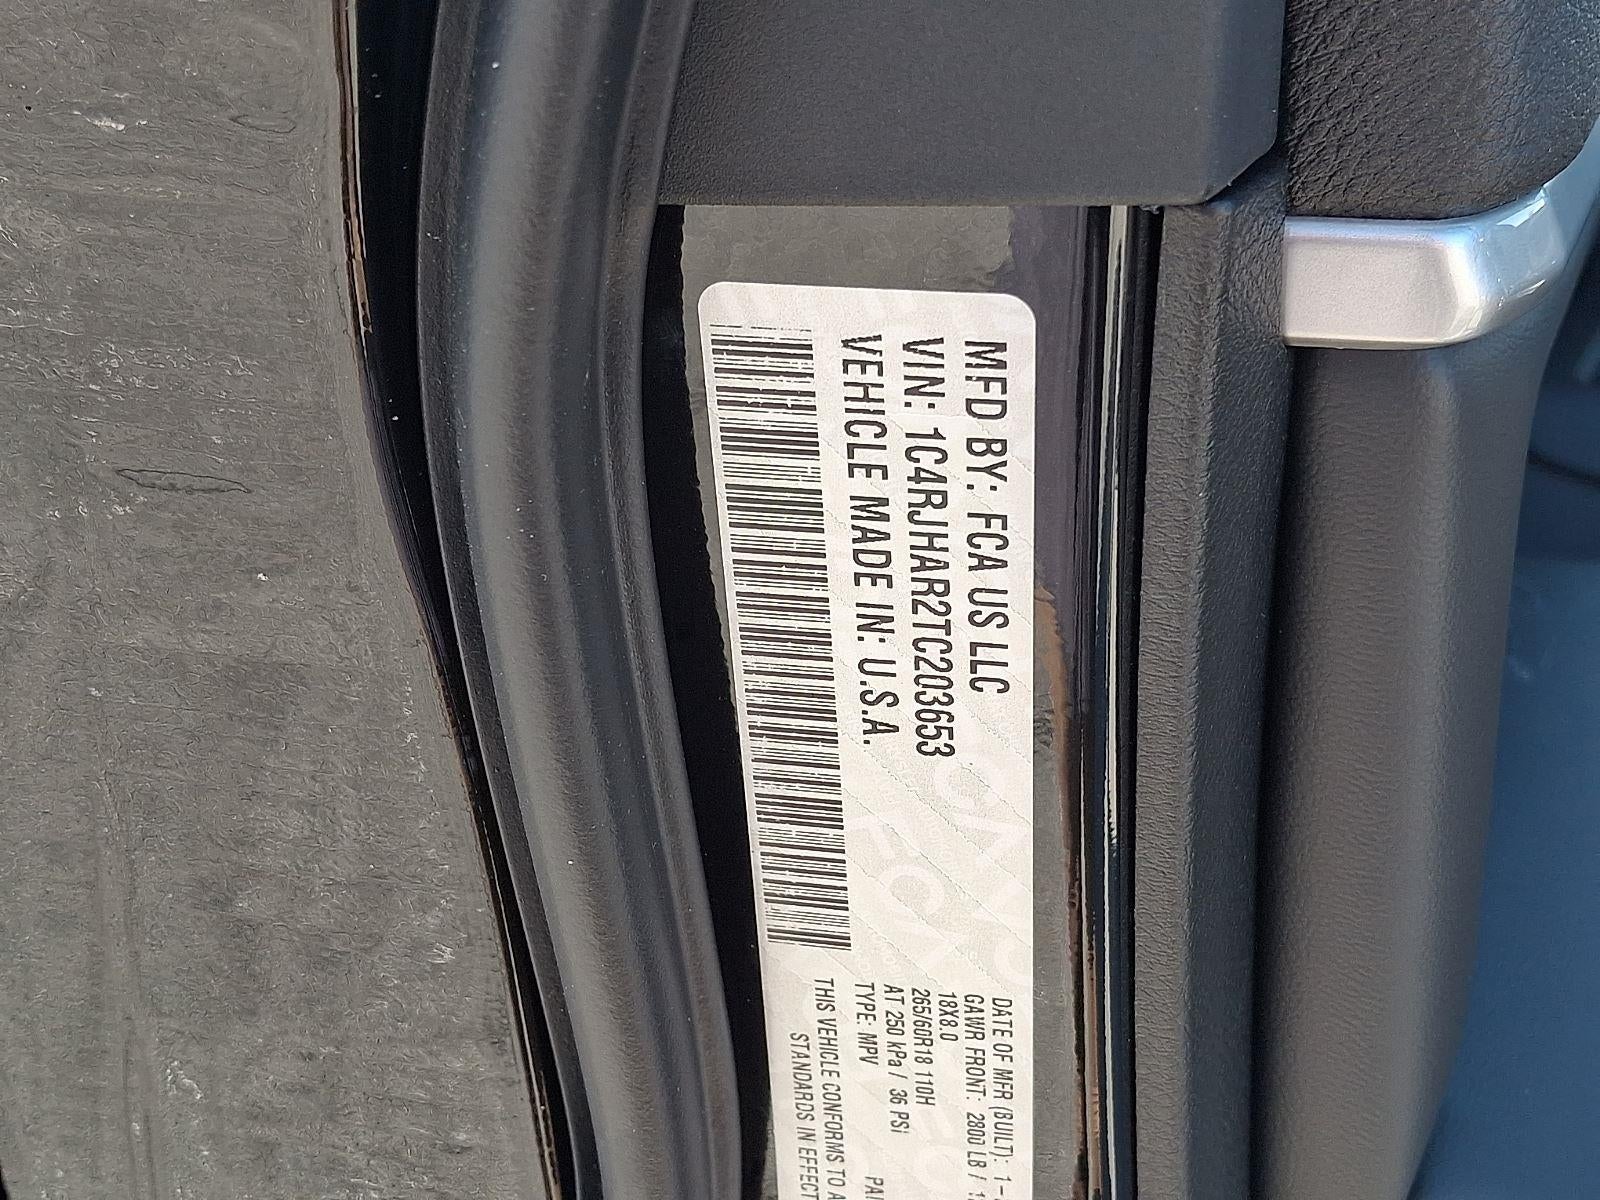 MFD BY: FCA US LLC
VIN: 1C4RJHAR2TC203653
VEHICLE MADE IN: U.S.A.
DATE OF MFR (BUILT): 1-
GAWR FRONT: 2800 LB /
18X8.0
265/60R18 110H
AT 250 kPa / 36 PSI
TYPE: MPV
THIS VEHICLE CONFORMS TO A
STANDARDS IN EFFECT